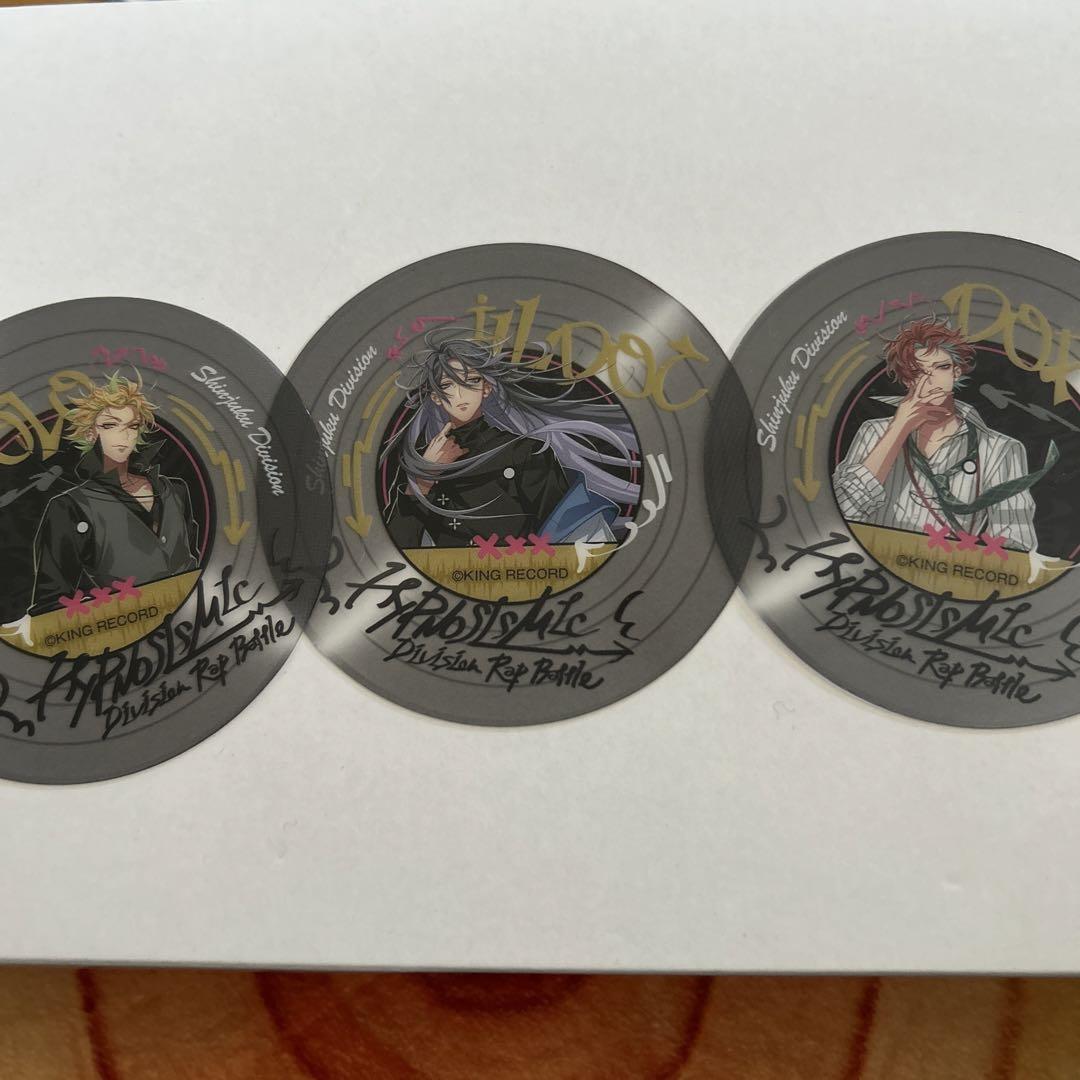 Shinjuku Division
©KING RECORD
HyPNoSIsMIc
Division Rap Battle
Shinjuku Division
ill-DOC
©KING RECORD
HyPNoSIsMIc
Division Rap Battle
Shinjuku Division
©KING RECORD
HyPNoSIsMIc
Division Rap Battle